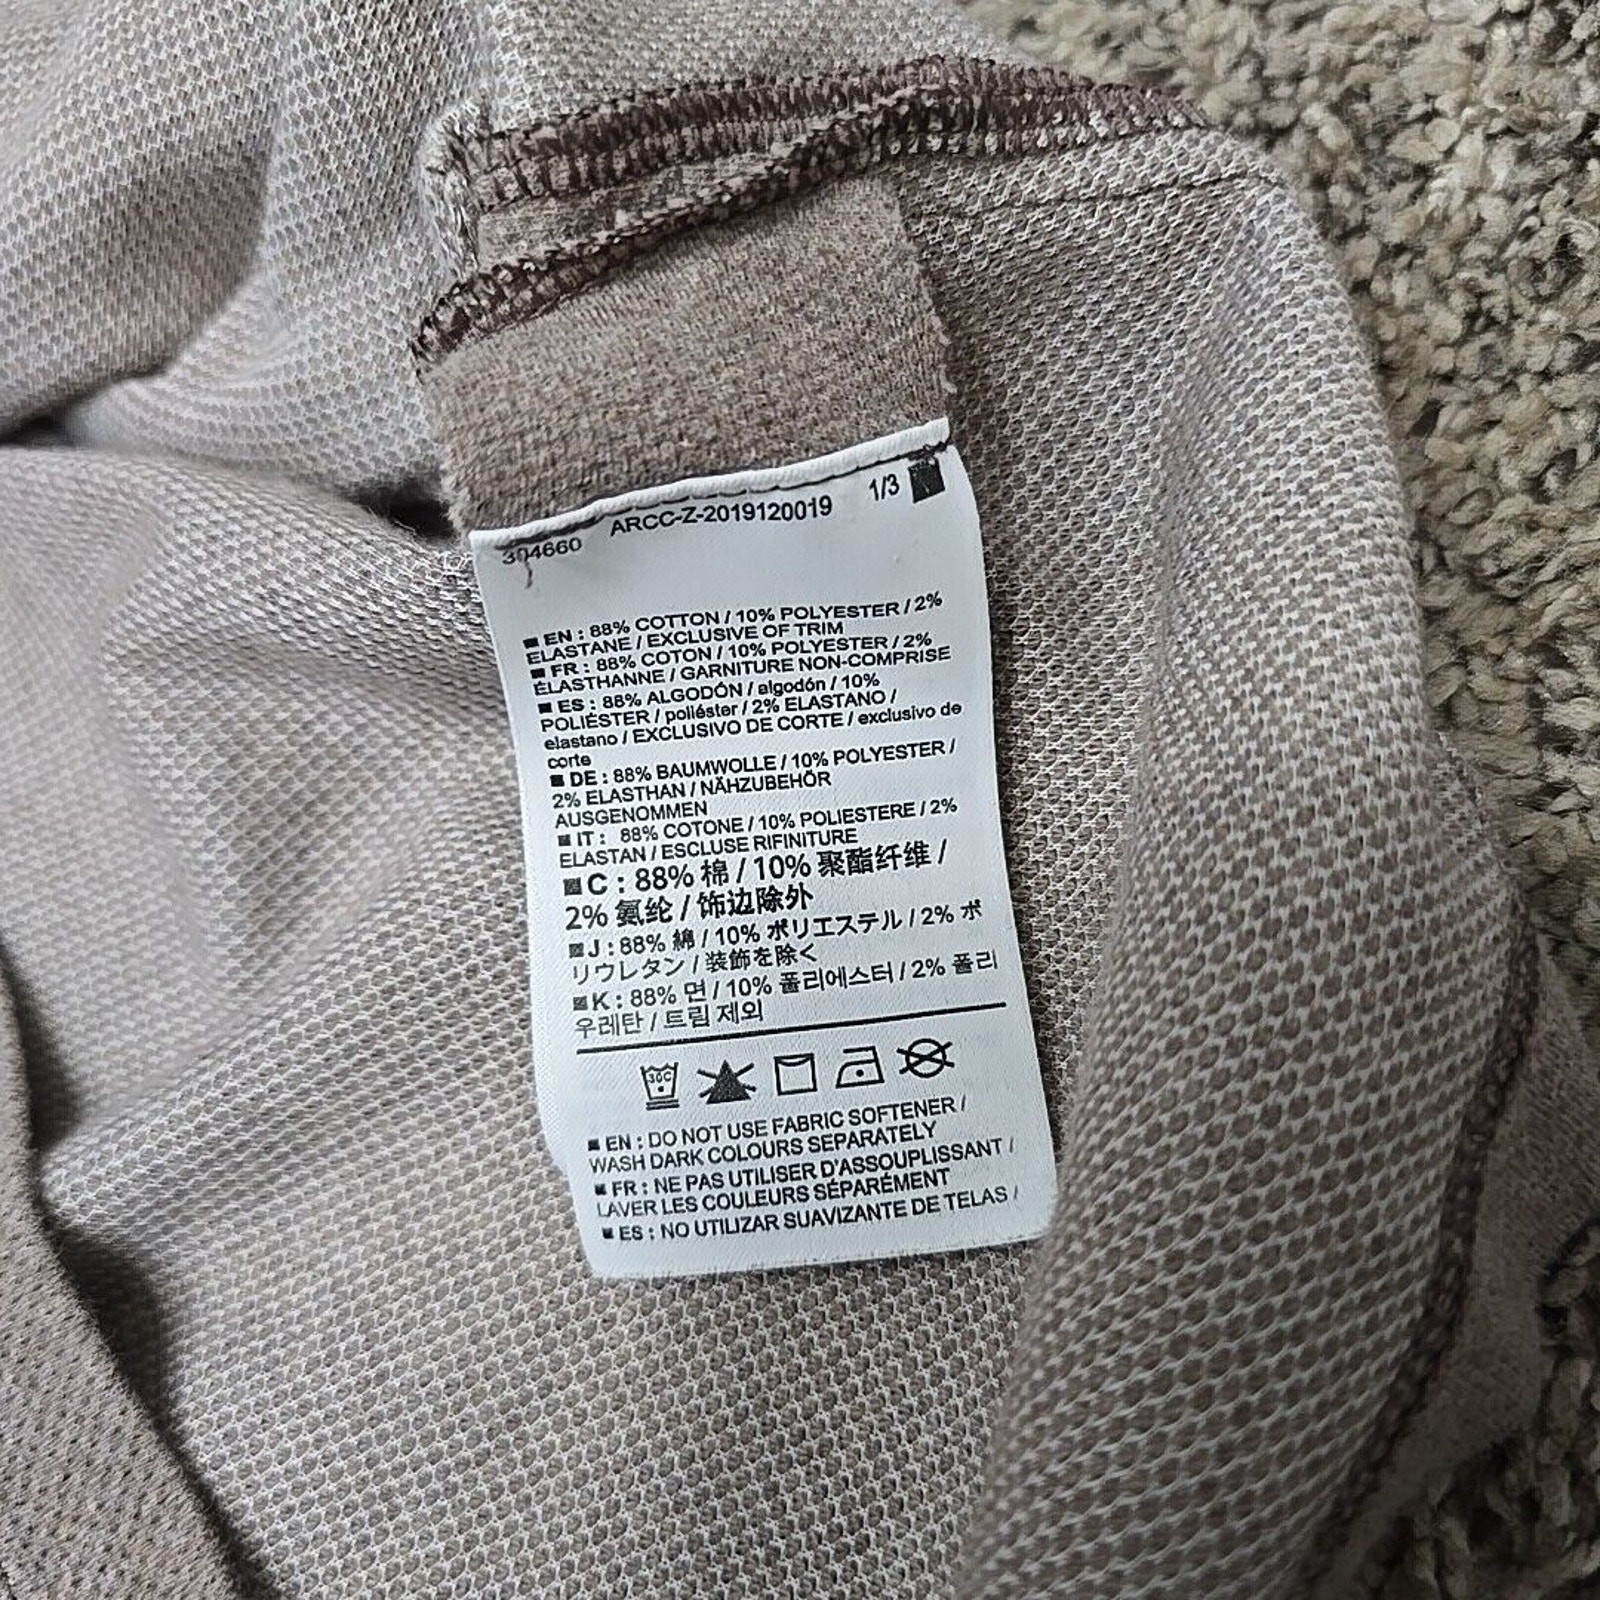 ARCC-Z-2019120019 1/3
304660
EN : 88% COTTON / 10% POLYESTER / 2%
ELASTANE / EXCLUSIVE OF TRIM
FR : 88% COTON / 10% POLYESTER / 2%
ÉLASTHANNE / GARNITURE NON-COMPRISE
ES : 88% ALGODÓN / algodón / 10%
POLIÉSTER / poliéster / 2% ELASTANO /
elastano / EXCLUSIVO DE CORTE / exclusivo de
corte
DE : 88% BAUMWOLLE / 10% POLYESTER /
2% ELASTHAN / NÄHZUBEHÖR
AUSGENOMMEN
IT : 88% COTONE / 10% POLIESTERE / 2%
ELASTAN / ESCLUSE RIFINITURE
C : 88% 棉 / 10% 聚酯纤维 /
2% 氨纶 / 饰边除外
J : 88% 綿 / 10% ポリエステル / 2% ポ
リウレタン / 装飾を除く
K : 88% 면 / 10% 폴리에스터 / 2% 폴리
우레탄 / 트림 제외
30C
EN : DO NOT USE FABRIC SOFTENER /
WASH DARK COLOURS SEPARATELY
FR : NE PAS UTILISER D'ASSOUPLISSANT /
LAVER LES COULEURS SÉPARÉMENT
ES : NO UTILIZAR SUAVIZANTE DE TELAS /